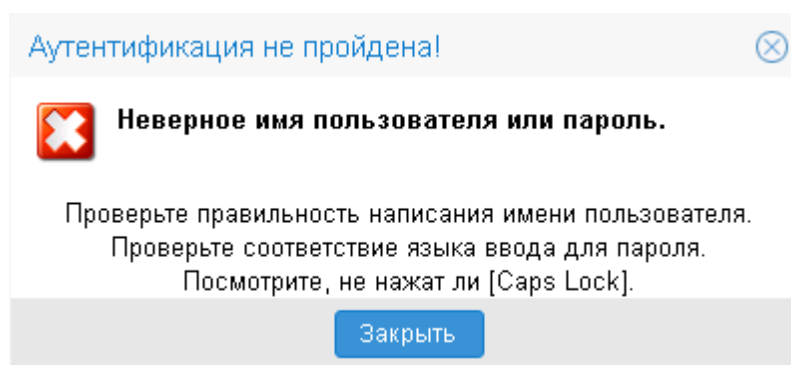 Аутентификация не пройдена!
Неверное имя пользователя или пароль.
Проверьте правильность написания имени пользователя.
Проверьте соответствие языка ввода для пароля.
Посмотрите, не нажат ли [Caps Lock].
Закрыть